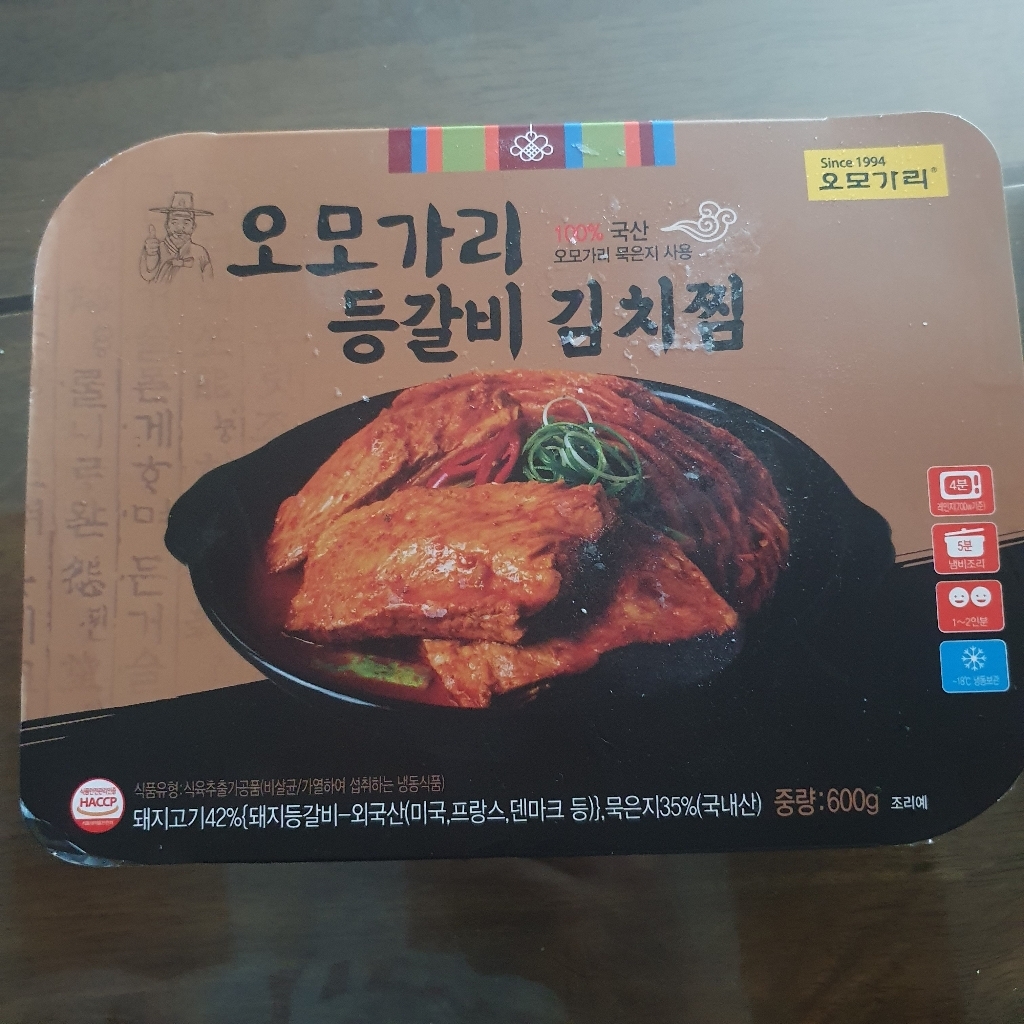 Since 1994
오모가리
오모가리
100% 국산
오모가리 묵은지 사용
등갈비 김치찜
4분
5분
냄비조리
1~2인분
-18℃ 냉동보관
HACCP
식품유형:식육추출가공품(비살균/가열하여 섭취하는 냉동식품)
돼지고기42%{돼지등갈비-외국산(미국,프랑스,덴마크 등)},묵은지35%(국내산) 중량:600g 조리예